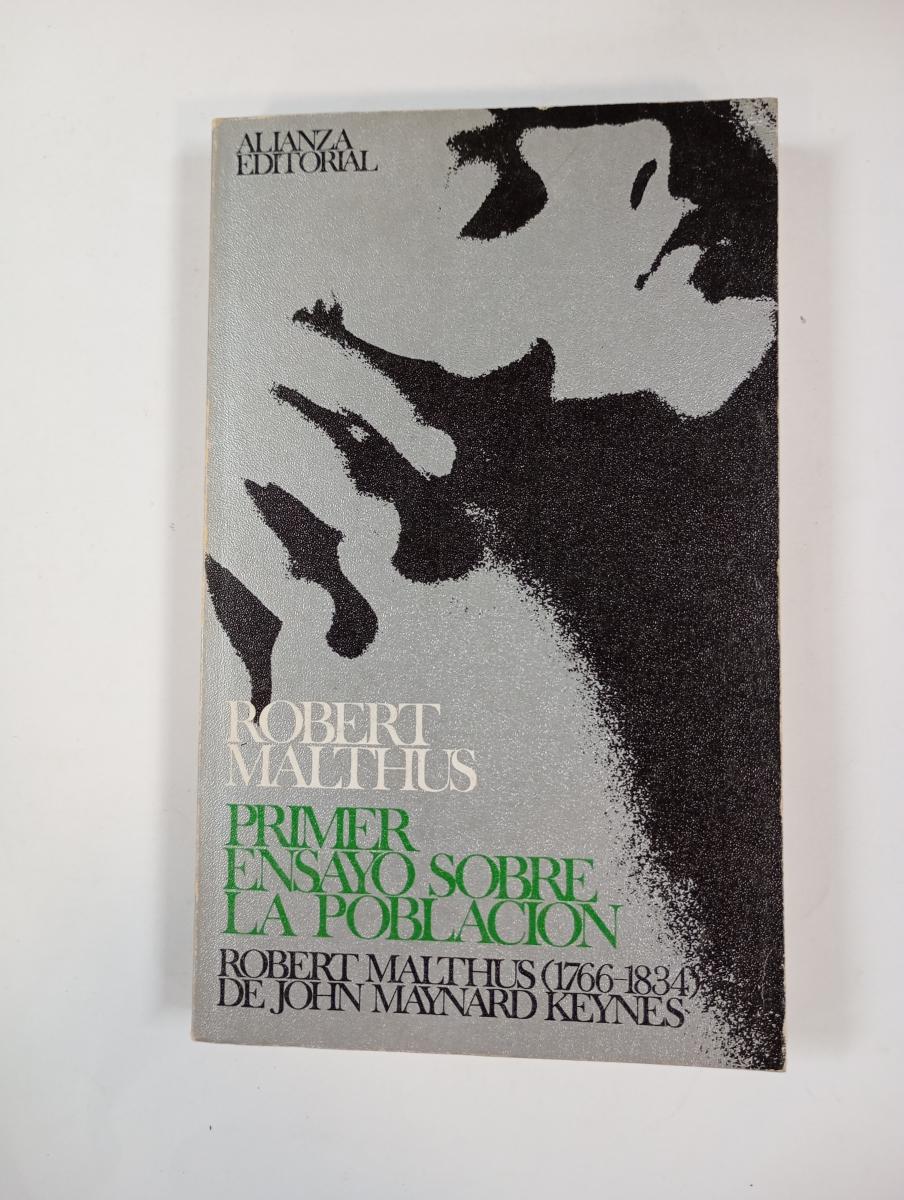 ALIANZA
EDITORIAL
ROBERT
MALTHUS
PRIMER
ENSAYO SOBRE
LA POBLACION
ROBERT MALTHUS (1766-1834)
DE JOHN MAYNARD KEYNES